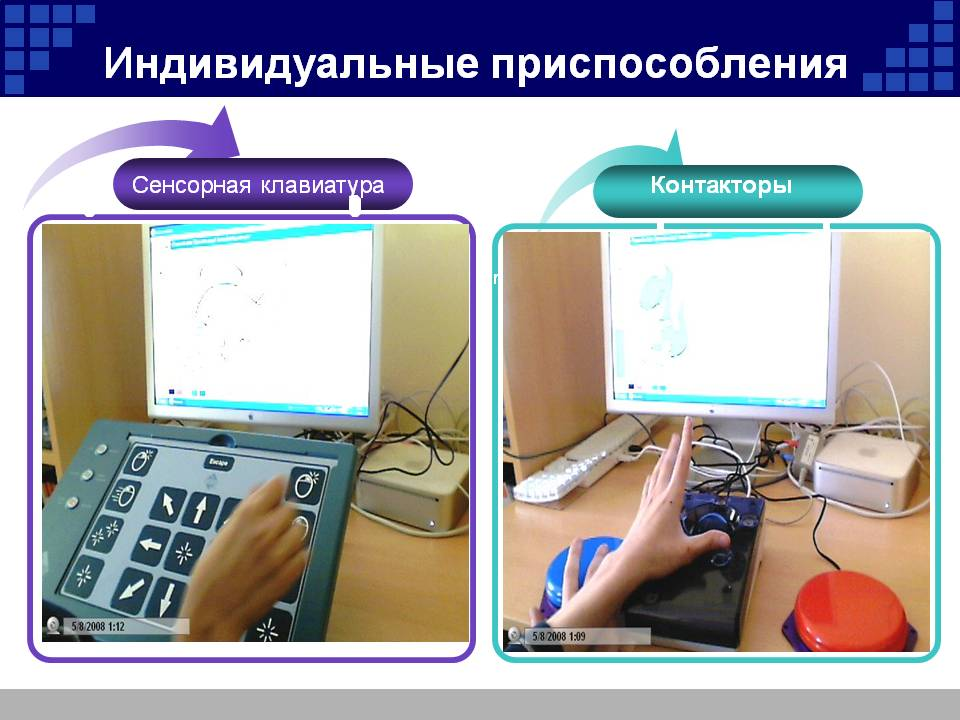 Индивидуальные приспособления
Сенсорная клавиатура
Контакторы
Escape
5/8/2008 1:12
5/8/2008 1:09